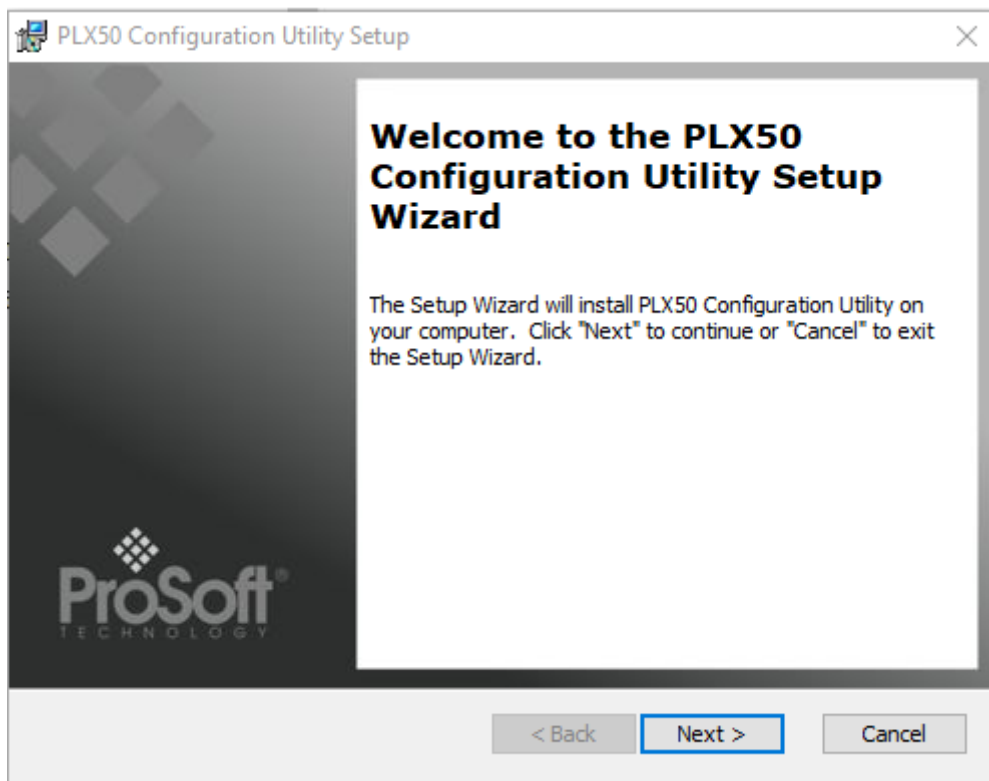 PLX50 Configuration Utility Setup
Welcome to the PLX50
Configuration Utility Setup
Wizard
The Setup Wizard will install PLX50 Configuration Utility on
your computer.  Click "Next" to continue or "Cancel" to exit
the Setup Wizard.
ProSoft®
TECHNOLOGY
< Back
Next >
Cancel